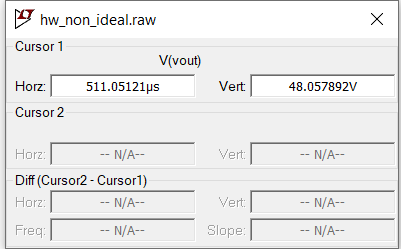 hw_non_ideal.raw
Cursor 1
V(vout)
Horz: 511.05121µs Vert: 48.057892V
Cursor 2
Horz: -- N/A-- Vert: -- N/A--
Diff (Cursor2 - Cursor1)
Horz: -- N/A-- Vert: -- N/A--
Freq: -- N/A-- Slope: -- N/A--